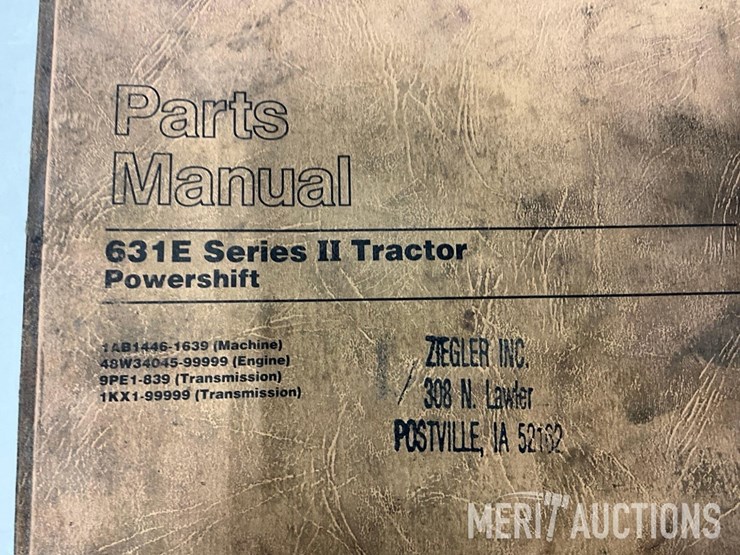 Parts
Manual
631E Series II Tractor
Powershift
1AB1446-1639 (Machine)
48W34045-99999 (Engine)
9PE1-839 (Transmission)
1KX1-99999 (Transmission)
ZIEGLER INC.
308 N. Lawler
POSTVILLE, IA 52162
MERIT AUCTIONS